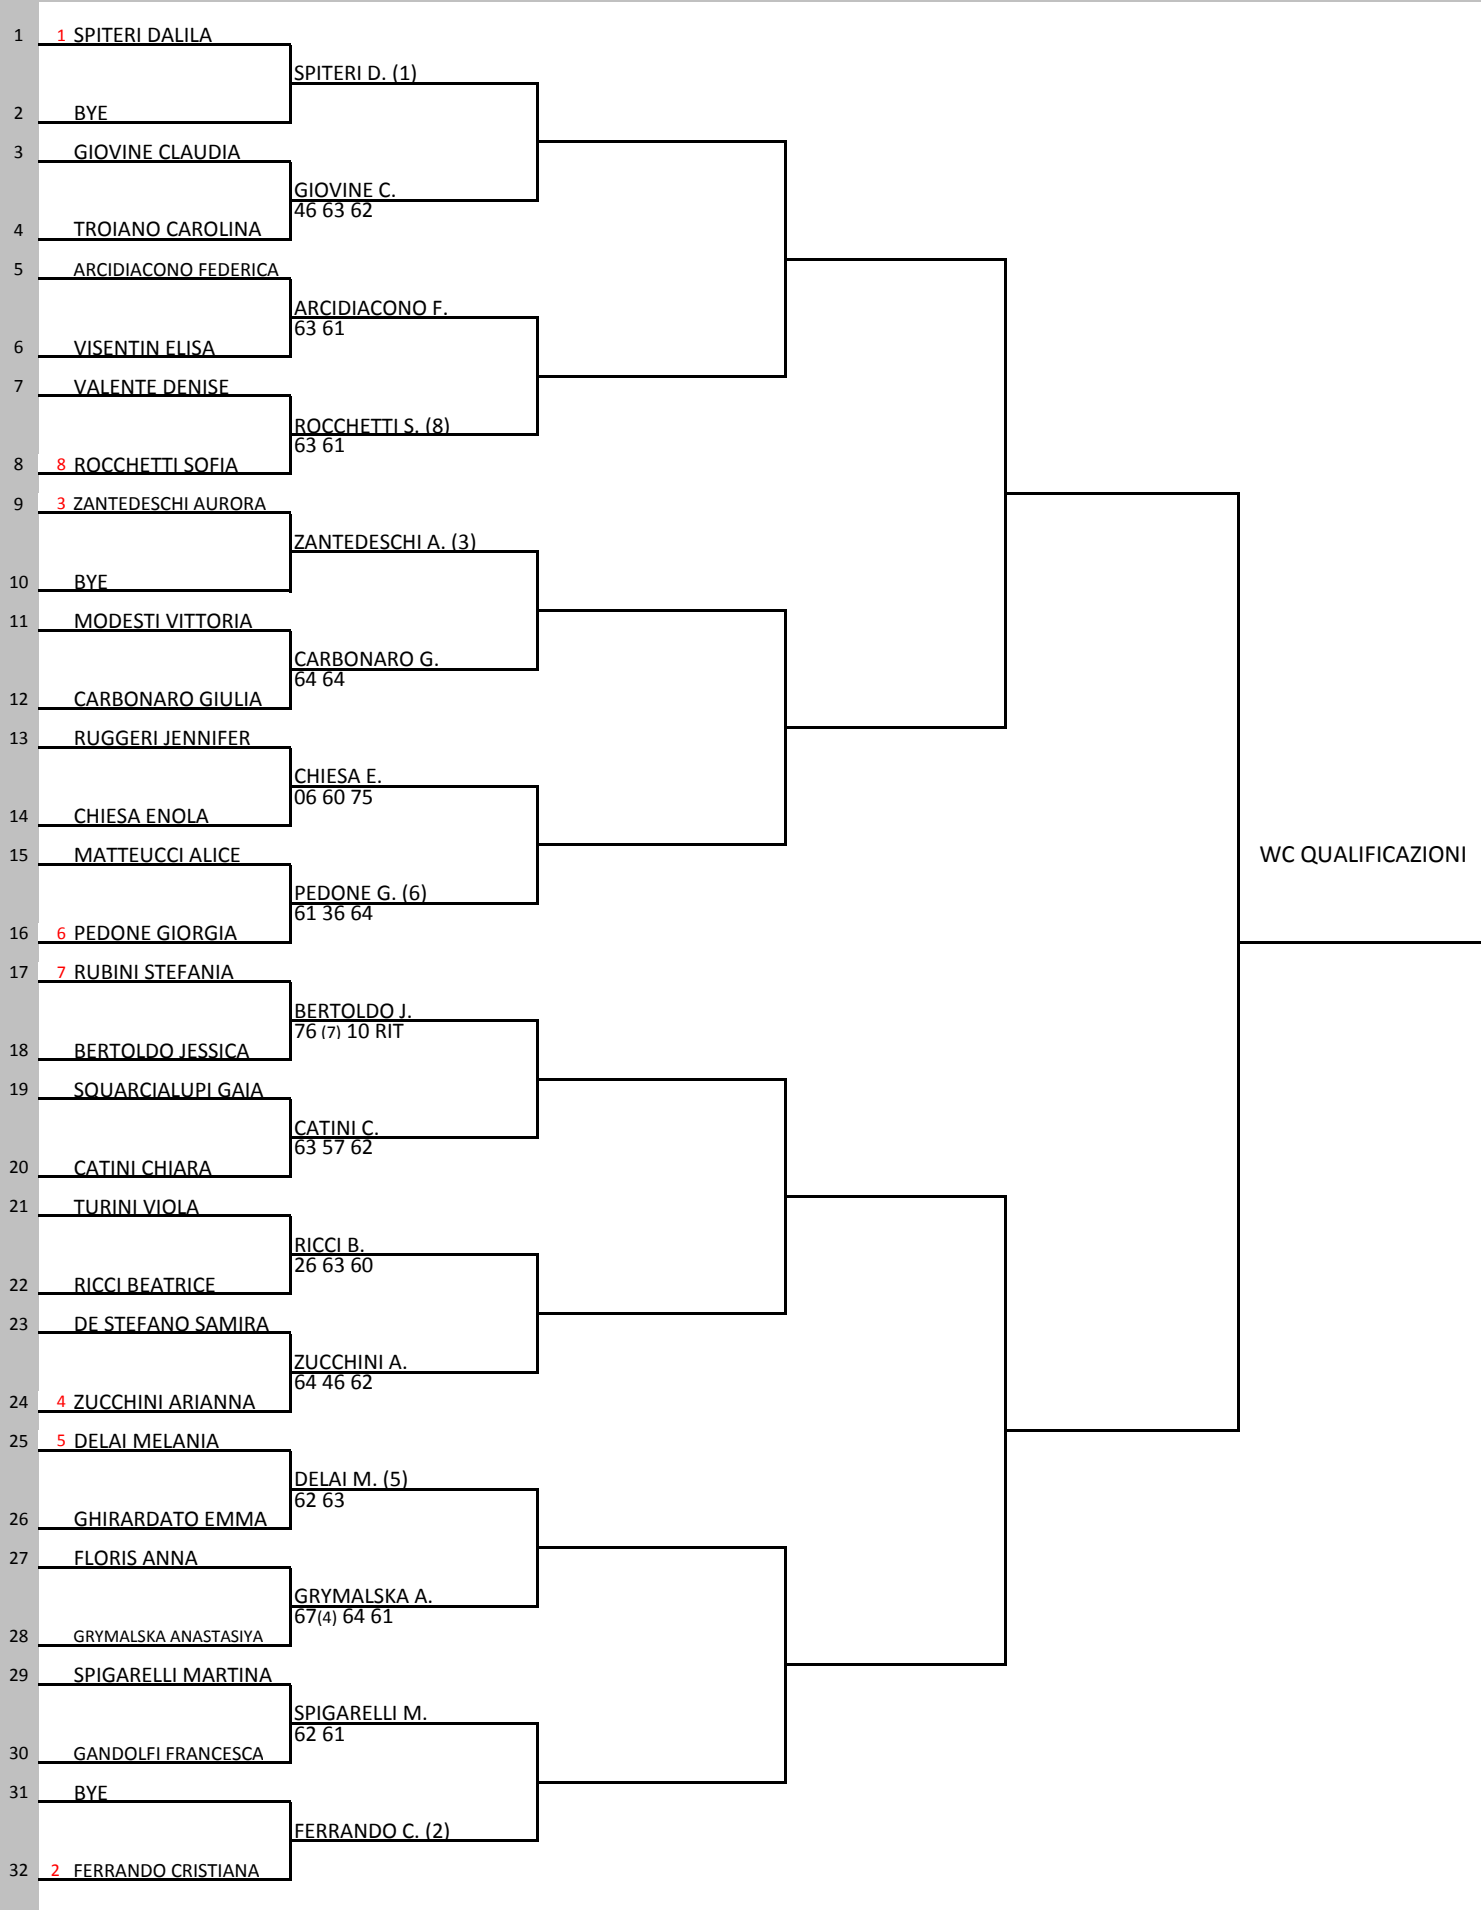 1 1 SPITERI DALILA
SPITERI D. (1)
2 BYE
3 GIOVINE CLAUDIA
GIOVINE C.
46 63 62
4 TROIANO CAROLINA
5 ARCIDIACONO FEDERICA
ARCIDIACONO F.
63 61
6 VISENTIN ELISA
7 VALENTE DENISE
ROCCHETTI S. (8)
63 61
8 8 ROCCHETTI SOFIA
9 3 ZANTEDESCHI AURORA
ZANTEDESCHI A. (3)
10 BYE
11 MODESTI VITTORIA
CARBONARO G.
64 64
12 CARBONARO GIULIA
13 RUGGERI JENNIFER
CHIESA E.
06 60 75
14 CHIESA ENOLA
15 MATTEUCCI ALICE
WC QUALIFICAZIONI
PEDONE G. (6)
61 36 64
16 6 PEDONE GIORGIA
17 7 RUBINI STEFANIA
BERTOLDO J.
76 (7) 10 RIT
18 BERTOLDO JESSICA
19 SQUARCIALUPI GAIA
CATINI C.
63 57 62
20 CATINI CHIARA
21 TURINI VIOLA
RICCI B.
26 63 60
22 RICCI BEATRICE
23 DE STEFANO SAMIRA
ZUCCHINI A.
64 46 62
24 4 ZUCCHINI ARIANNA
25 5 DELAI MELANIA
DELAI M. (5)
62 63
26 GHIRARDATO EMMA
27 FLORIS ANNA
GRYMALSKA A.
67(4) 64 61
28 GRYMALSKA ANASTASIYA
29 SPIGARELLI MARTINA
SPIGARELLI M.
62 61
30 GANDOLFI FRANCESCA
31 BYE
FERRANDO C. (2)
32 2 FERRANDO CRISTIANA